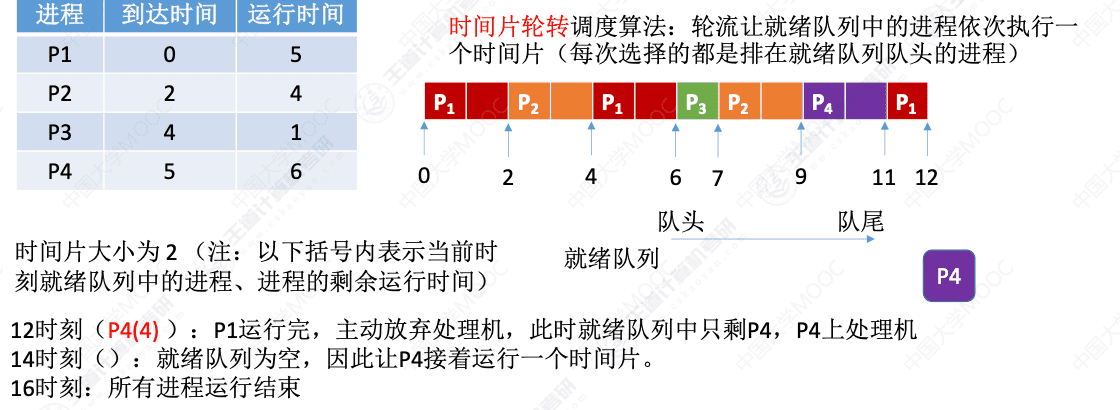 进程 到达时间 运行时间
P1 0 5
P2 2 4
P3 4 1
P4 5 6
时间片轮转调度算法：轮流让就绪队列中的进程依次执行一
个时间片（每次选择的都是排在就绪队列队头的进程）
P1 P2 P1 P3 P2 P4 P1
0 2 4 6 7 9 11 12
队头 队尾
就绪队列
P4
时间片大小为 2 （注：以下括号内表示当前时
刻就绪队列中的进程、进程的剩余运行时间）
12时刻（P4(4) ）：P1运行完，主动放弃处理机，此时就绪队列中只剩P4，P4上处理机
14时刻（）：就绪队列为空，因此让P4接着运行一个时间片。
16时刻：所有进程运行结束